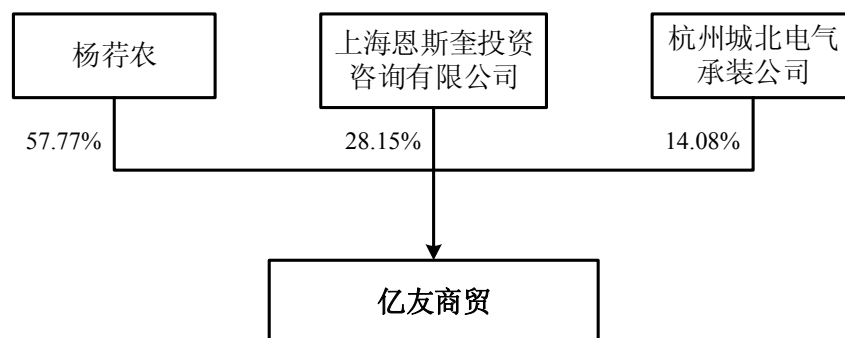 杨荇农
上海恩斯奎投资
咨询有限公司
杭州城北电气
承装公司
57.77%
28.15%
14.08%
亿友商贸